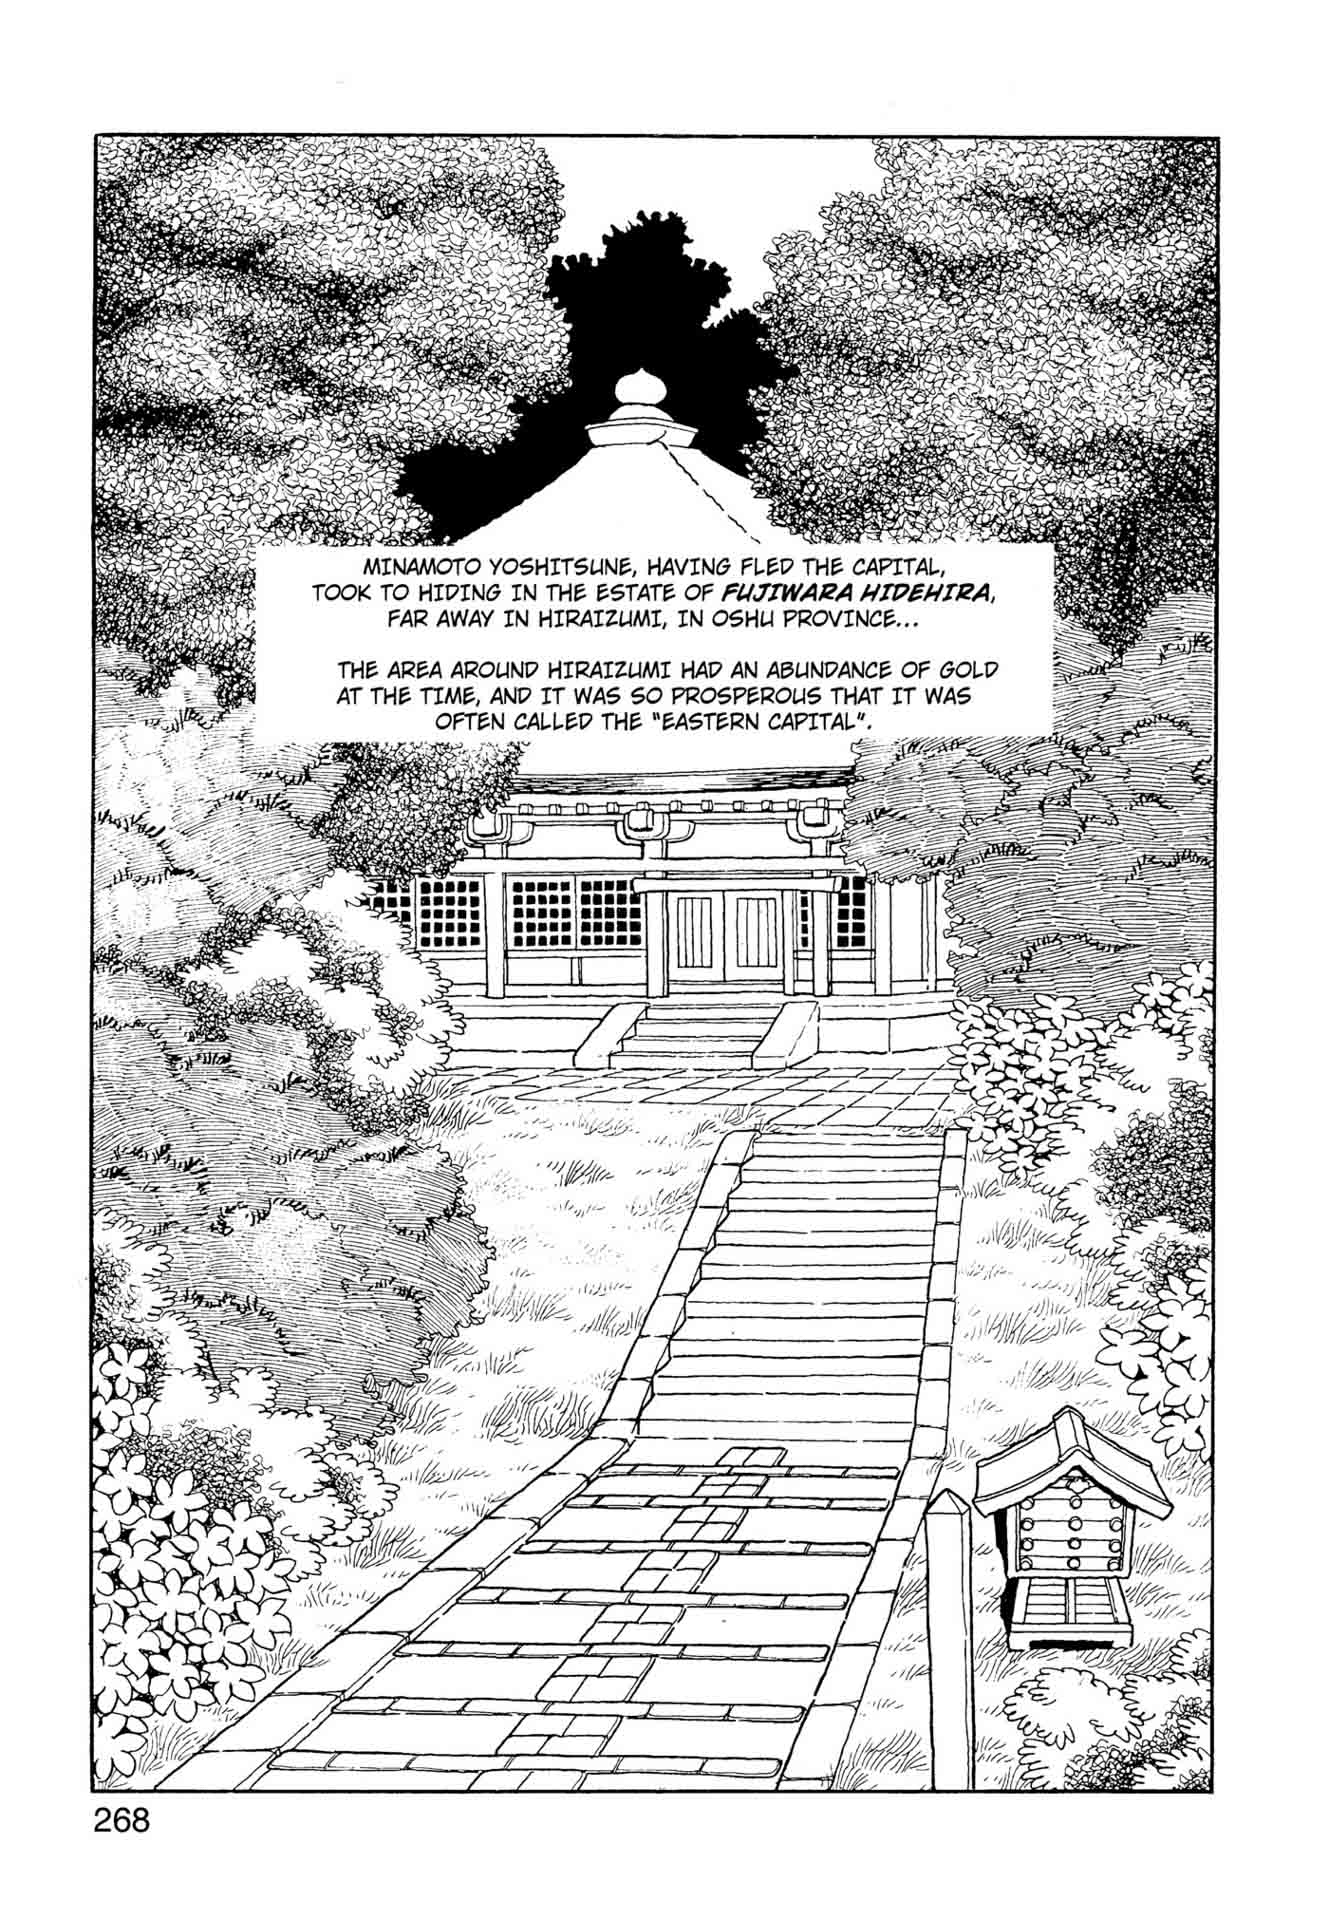 MINAMOTO YOSHITSUNE, HAVING FLED THE CAPITAL,
TOOK TO HIDING IN THE ESTATE OF FUJIWARA HIDEHIRA,
FAR AWAY IN HIRAIZUMI, IN OSHU PROVINCE...
THE AREA AROUND HIRAIZUMI HAD AN ABUNDANCE OF GOLD
AT THE TIME, AND IT WAS SO PROSPEROUS THAT IT WAS
OFTEN CALLED THE "EASTERN CAPITAL".
268